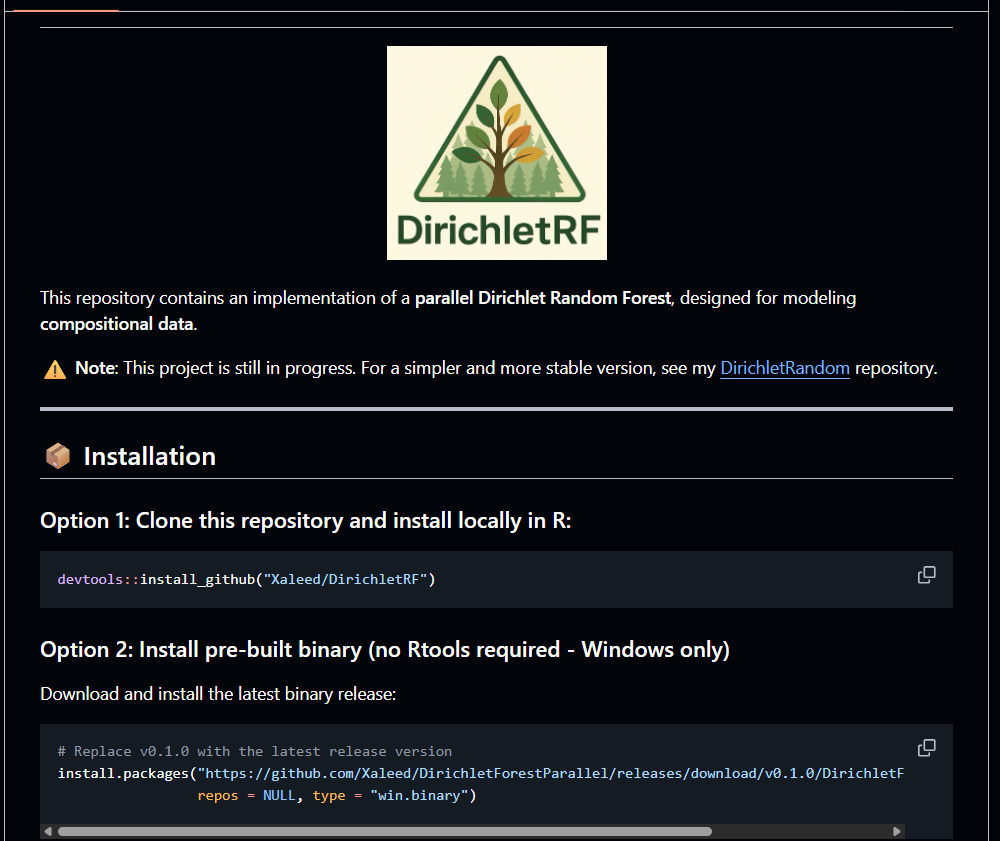 DirichletRF
This repository contains an implementation of a parallel Dirichlet Random Forest, designed for modeling
compositional data.
Note: This project is still in progress. For a simpler and more stable version, see my DirichletRandom repository.
Installation
Option 1: Clone this repository and install locally in R:
devtools::install_github("Xaleed/DirichletRF")
Option 2: Install pre-built binary (no Rtools required - Windows only)
Download and install the latest binary release:
# Replace v0.1.0 with the latest release version
install.packages("https://github.com/Xaleed/DirichletForestParallel/releases/download/v0.1.0/DirichletF
repos = NULL, type = "win.binary")